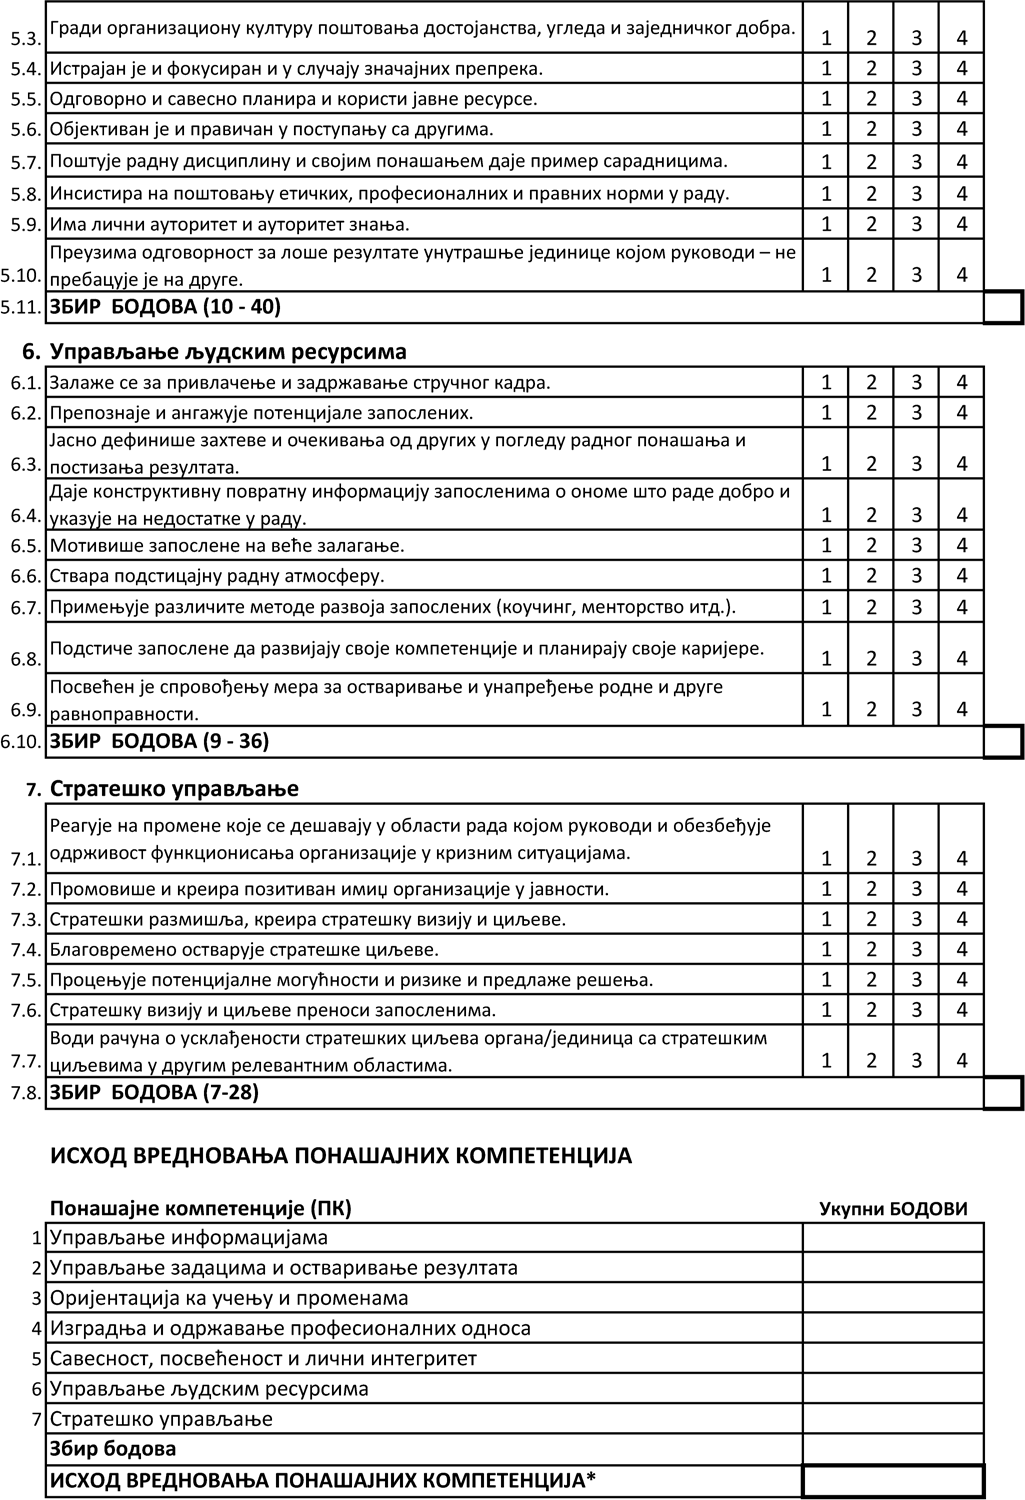 5.3. Гради организациону културу поштовања достојанства, угледа и заједничког добра. 1 2 3 4
5.4. Истрајан је и фокусиран и у случају значајних препрека. 1 2 3 4
5.5. Одговорно и савесно планира и користи јавне ресурсе. 1 2 3 4
5.6. Објективан је и правичан у поступању са другима. 1 2 3 4
5.7. Поштује радну дисциплину и својим понашањем даје пример сарадницима. 1 2 3 4
5.8. Инсистира на поштовању етичких, професионалних и правних норми у раду. 1 2 3 4
5.9. Има лични ауторитет и ауторитет знања. 1 2 3 4
Преузима одговорност за лоше резултате унутрашње јединице којом руководи – не
5.10. пребацује је на друге. 1 2 3 4
5.11. ЗБИР БОДОВА (10 - 40)
6. Управљање људским ресурсима
6.1. Залаже се за привлачење и задржавање стручног кадра. 1 2 3 4
6.2. Препознаје и ангажује потенцијале запослених. 1 2 3 4
Јасно дефинише захтеве и очекивања од других у погледу радног понашања и
6.3. постизања резултата. 1 2 3 4
Даје конструктивну повратну информацију запосленима о ономе што раде добро и
6.4. указује на недостатке у раду. 1 2 3 4
6.5. Мотивише запослене на веће залагање. 1 2 3 4
6.6. Ствара подстицајну радну атмосферу. 1 2 3 4
6.7. Примењује различите методе развоја запослених (коучинг, менторство итд.). 1 2 3 4
6.8. Подстиче запослене да развијају своје компетенције и планирају своје каријере. 1 2 3 4
Посвећен је спровођењу мера за остваривање и унапређење родне и друге
6.9. равноправности. 1 2 3 4
6.10. ЗБИР БОДОВА (9 - 36)
7. Стратешко управљање
Реагује на промене које се дешавају у области рада којом руководи и обезбеђује
7.1. одрживост функционисања организације у кризним ситуацијама. 1 2 3 4
7.2. Промовише и креира позитиван имиџ организације у јавности. 1 2 3 4
7.3. Стратешки размишља, креира стратешку визију и циљеве. 1 2 3 4
7.4. Благовремено остварује стратешке циљеве. 1 2 3 4
7.5. Процењује потенцијалне могућности и ризике и предлаже решења. 1 2 3 4
7.6. Стратешку визију и циљеве преноси запосленима. 1 2 3 4
Води рачуна о усклађености стратешких циљева органа/јединица са стратешким
7.7. циљевима у другим релевантним областима. 1 2 3 4
7.8. ЗБИР БОДОВА (7-28)
ИСХОД ВРЕДНОВАЊА ПОНАШАЈНИХ КОМПЕТЕНЦИЈА
Понашајне компетенције (ПК) Укупни БОДОВИ
1 Управљање информацијама
2 Управљање задацима и остваривање резултата
3 Оријентација ка учењу и променама
4 Изградња и одржавање професионалних односа
5 Савесност, посвећеност и лични интегритет
6 Управљање људским ресурсима
7 Стратешко управљање
Збир бодова
ИСХОД ВРЕДНОВАЊА ПОНАШАЈНИХ КОМПЕТЕНЦИЈА*